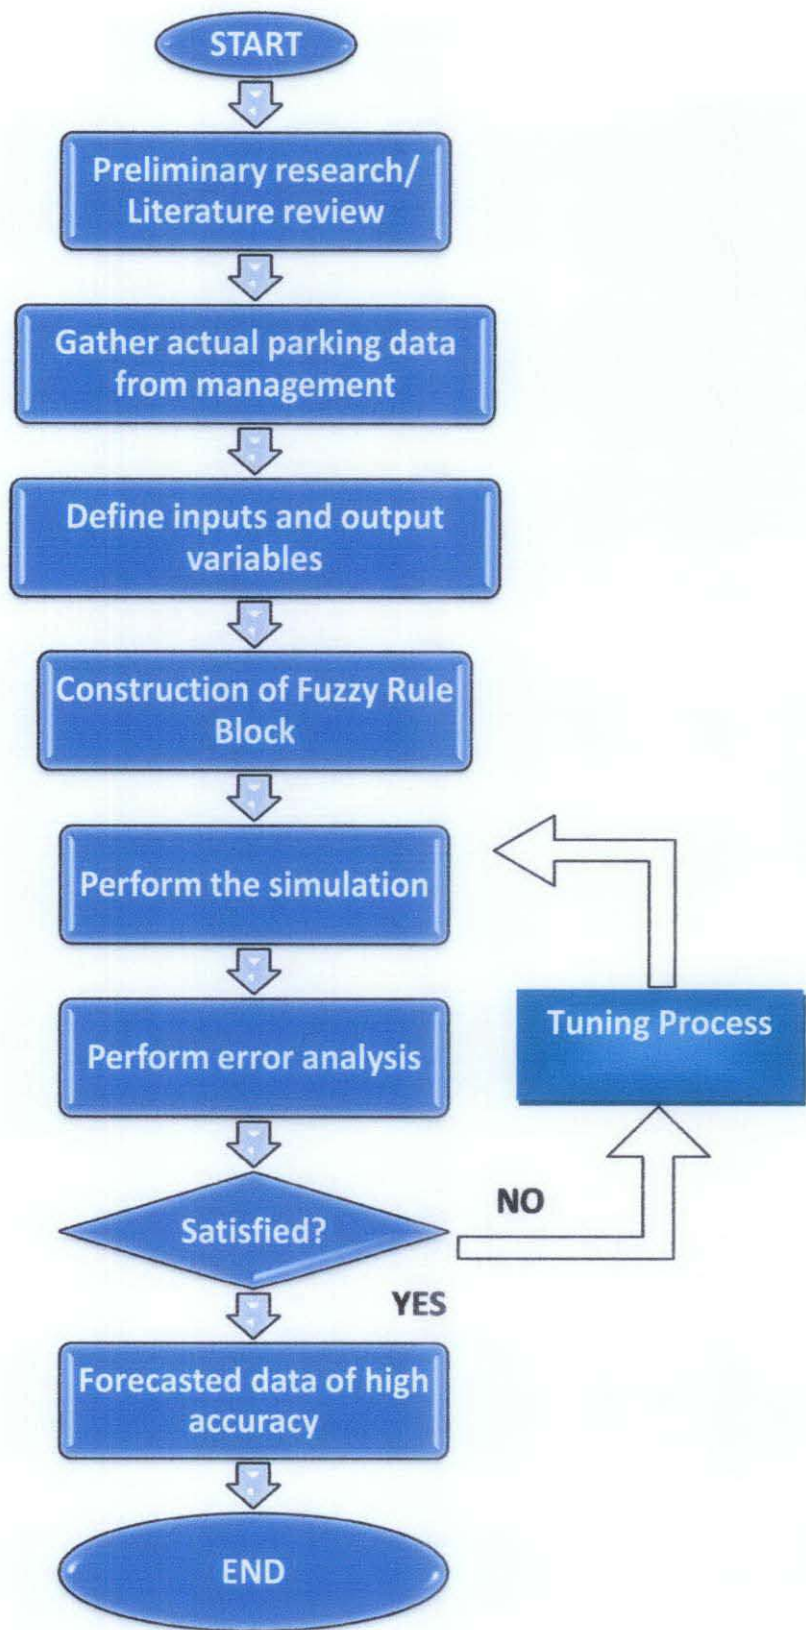 START
Preliminary research/
Literature review
Gather actual parking data
from management
Define inputs and output
variables
Construction of Fuzzy Rule
Block
Perform the simulation
Perform error analysis
Tuning Process
Satisfied?
NO
YES
Forecasted data of high
accuracy
END